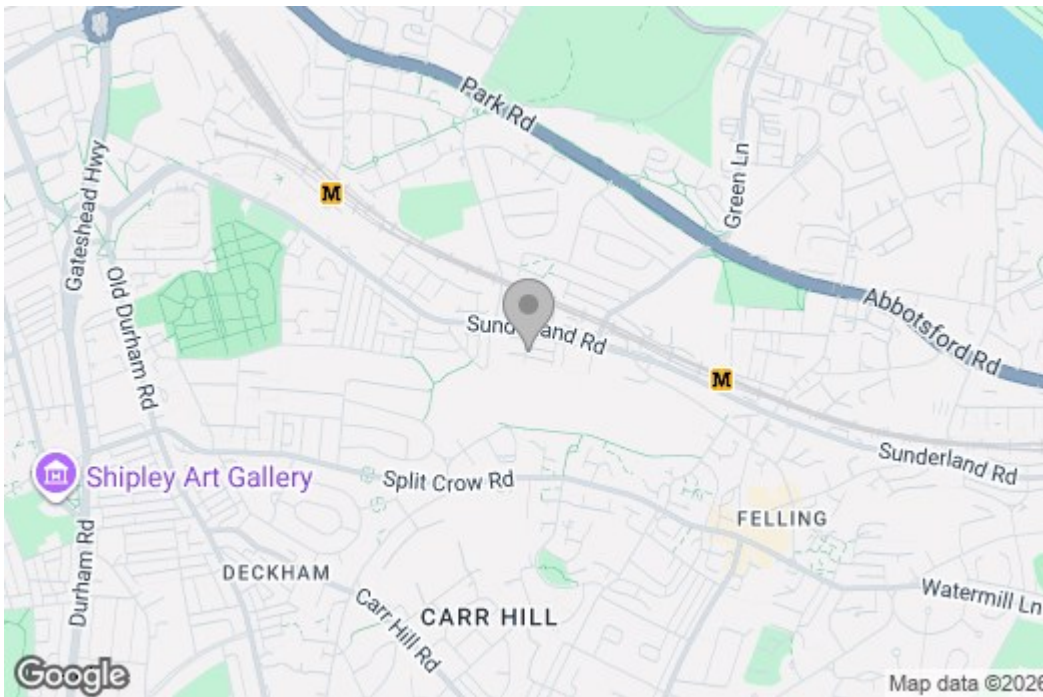 Park Rd
Gateshead Hwy
M
Green Ln
Old Durham Rd
Abbotsford Rd
Sunderland Rd
M
Sunderland Rd
Shipley Art Gallery
Split Crow Rd
FELLING
Durham Rd
DECKHAM
Watermill Ln
Carr Hill Rd
CARR HILL
Google
Map data ©2026